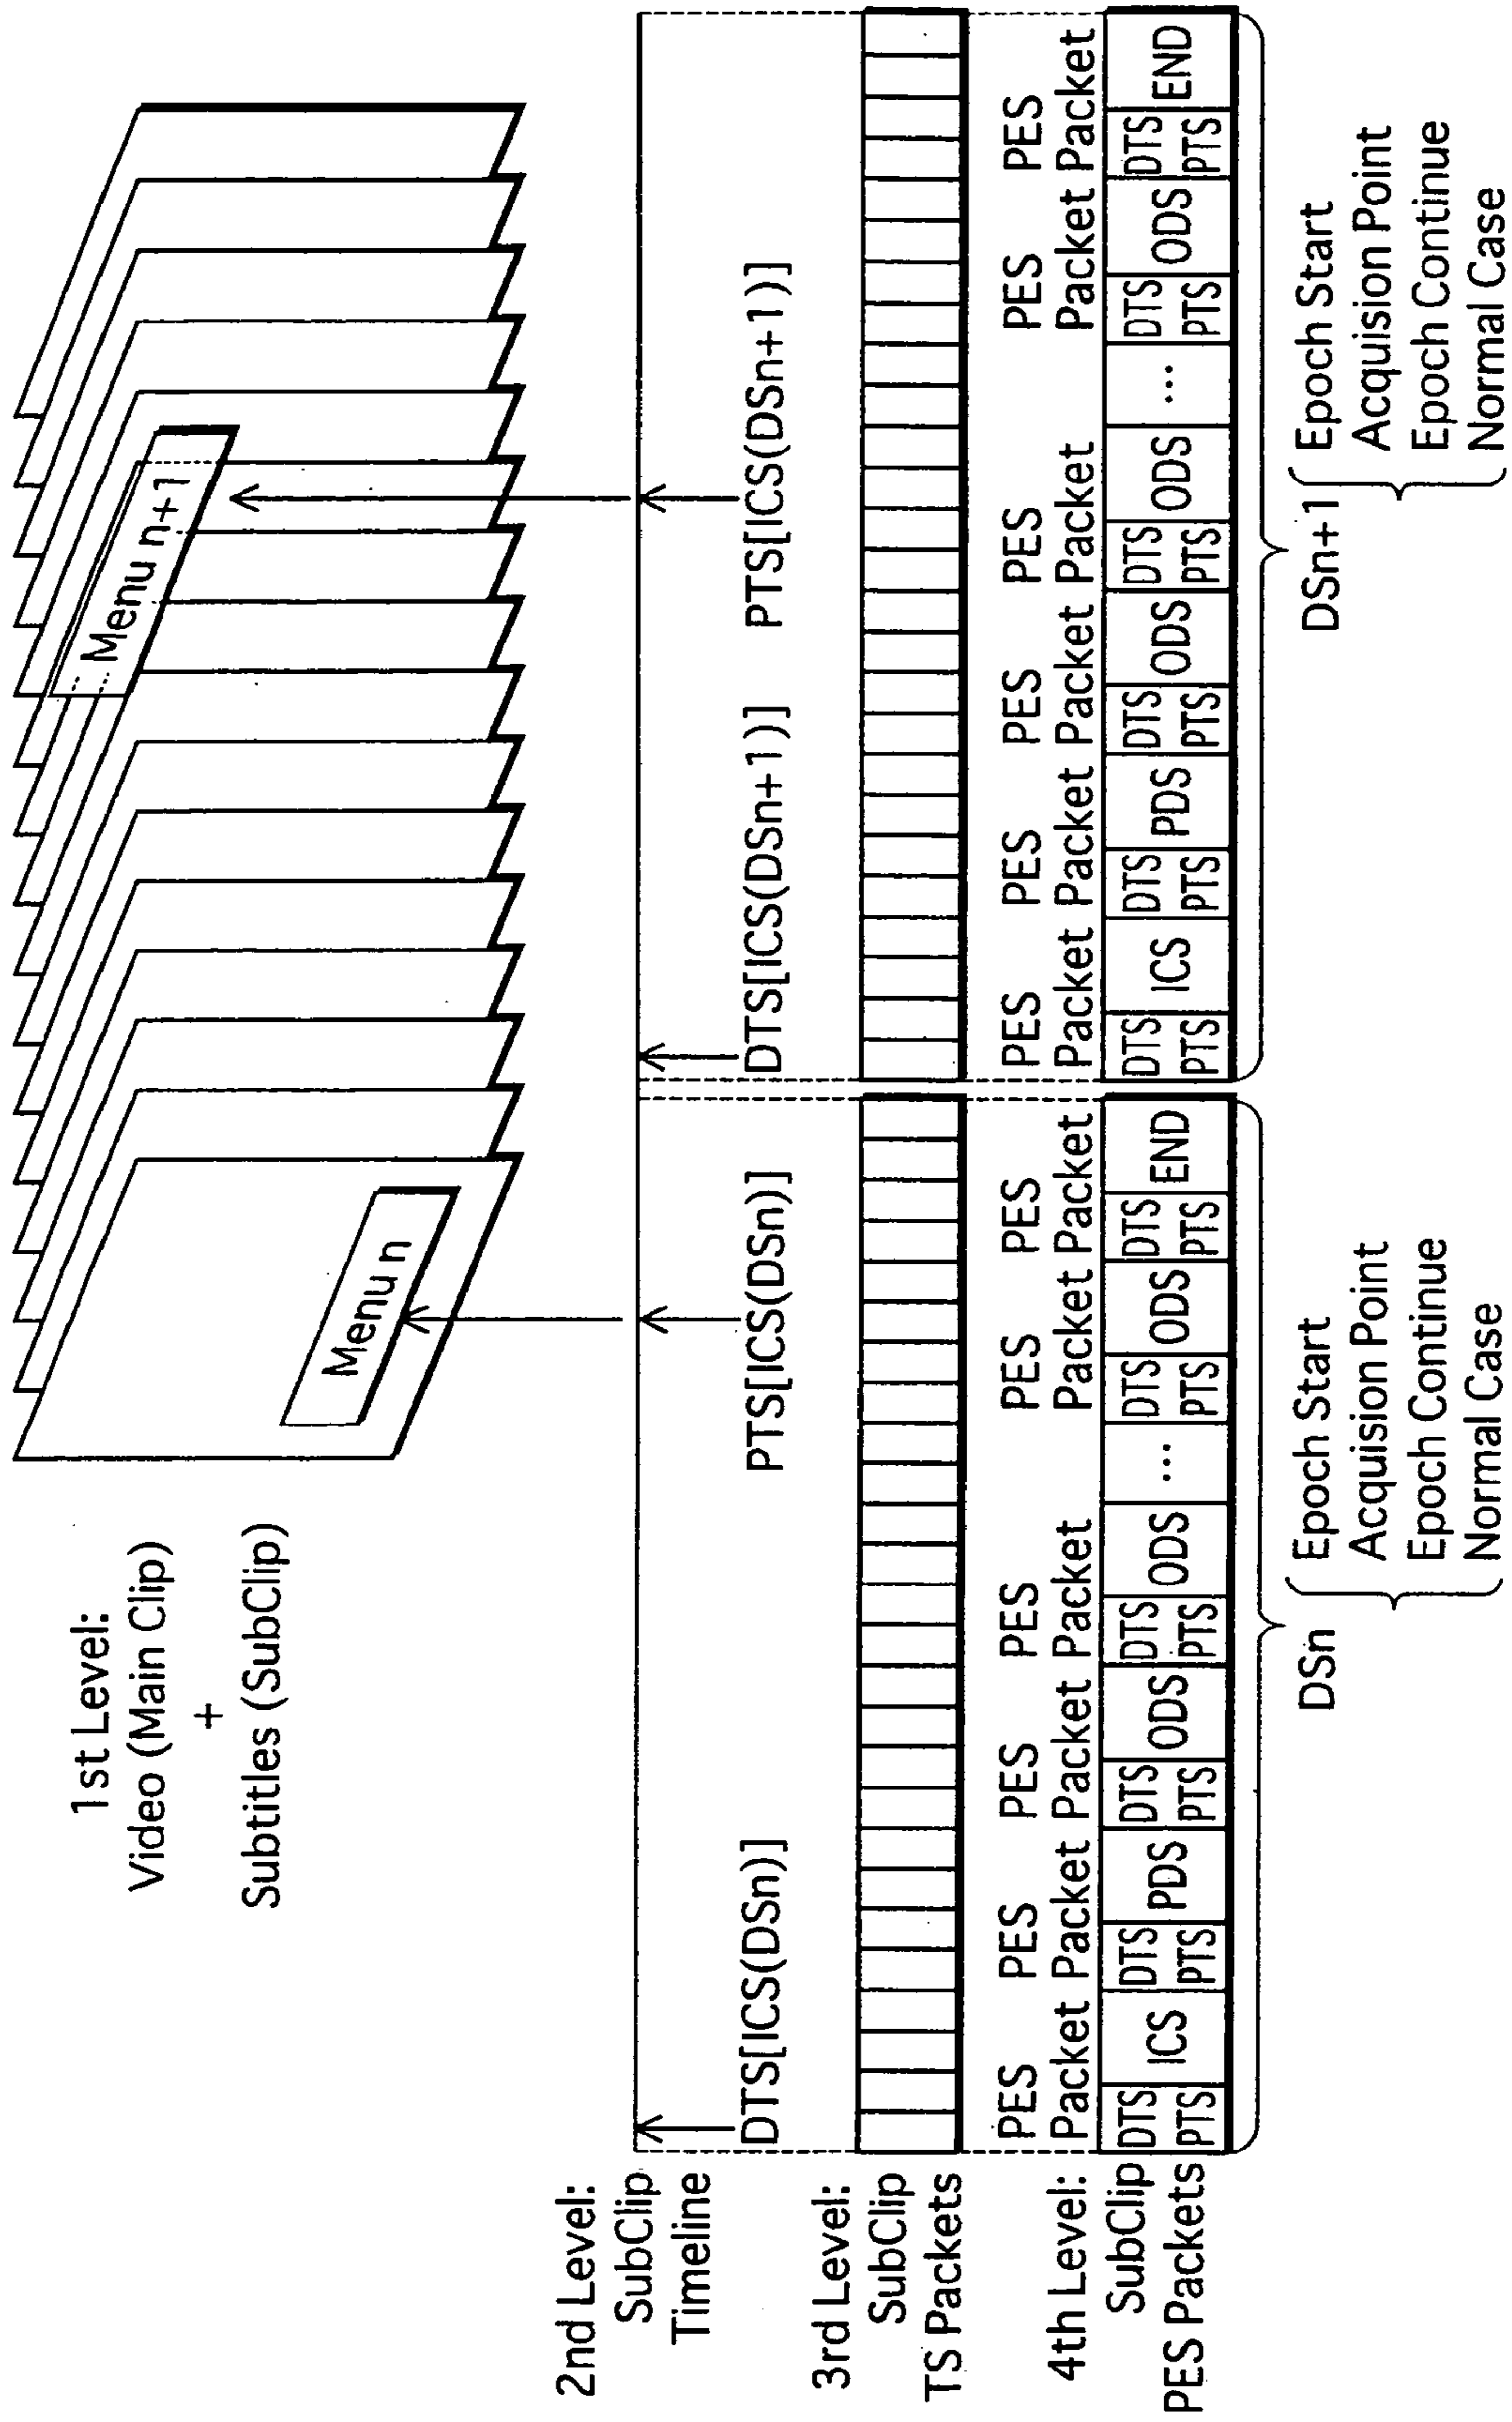 1st Level:
Video (Main Clip)
+
Subtitles (SubClip)
Menu n
Menu n+1
2nd Level:
SubClip
Timeline
DTS[ICS(DSn)]
PTS[ICS(DSn)]
DTS[ICS(DSn+1)]
PTS[ICS(DSn+1)]
3rd Level:
SubClip
TS Packets
4th Level:
SubClip
PES Packets
PES Packet
PES Packet
PES Packet
PES Packet
PES Packet
PES Packet
PES Packet
PES Packet
PES Packet
PES Packet
PES Packet
PES Packet
DTS PTS ICS
DTS PTS PDS
DTS PTS ODS
DTS PTS ODS
...
DTS PTS ODS
DTS PTS END
DTS PTS ICS
DTS PTS PDS
DTS PTS ODS
DTS PTS ODS
...
DTS PTS ODS
DTS PTS END
DSn
Epoch Start
Acquision Point
Epoch Continue
Normal Case
DSn+1
Epoch Start
Acquision Point
Epoch Continue
Normal Case